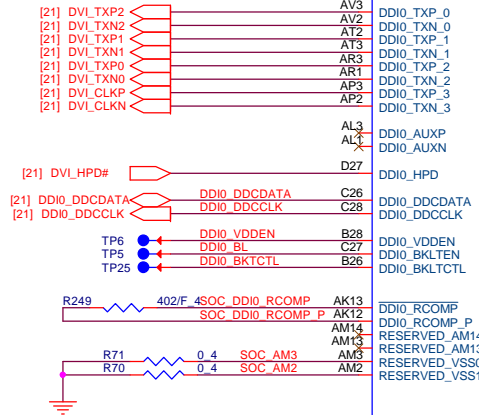 [21] DVI_TXP2 AV3 DDI0_TXP_0
[21] DVI_TXN2 AV2 DDI0_TXN_0
[21] DVI_TXP1 AT2 DDI0_TXP_1
[21] DVI_TXN1 AT3 DDI0_TXN_1
[21] DVI_TXP0 AR3 DDI0_TXP_2
[21] DVI_TXN0 AR1 DDI0_TXN_2
[21] DVI_CLKP AP3 DDI0_TXP_3
[21] DVI_CLKN AP2 DDI0_TXN_3
AL3 DDI0_AUXP
AL1 DDI0_AUXN
[21] DVI_HPD# D27 DDI0_HPD
[21] DDI0_DDCDATA DDI0_DDCDATA C26 DDI0_DDCDATA
[21] DDI0_DDCCLK DDI0_DDCCLK C28 DDI0_DDCCLK
TP6 DDI0_VDDEN B28 DDI0_VDDEN
TP5 DDI0_BL C27 DDI0_BKLTEN
TP25 DDI0_BKTCTL B26 DDI0_BKLTCTL
R249 402/F_4 SOC_DDI0_RCOMP AK13 DDI0_RCOMP
SOC_DDI0_RCOMP_P AK12 DDI0_RCOMP_P
AM14 RESERVED_AM14
AM13 RESERVED_AM13
R71 0_4 SOC_AM3 AM3 RESERVED_VSS0
R70 0_4 SOC_AM2 AM2 RESERVED_VSS1